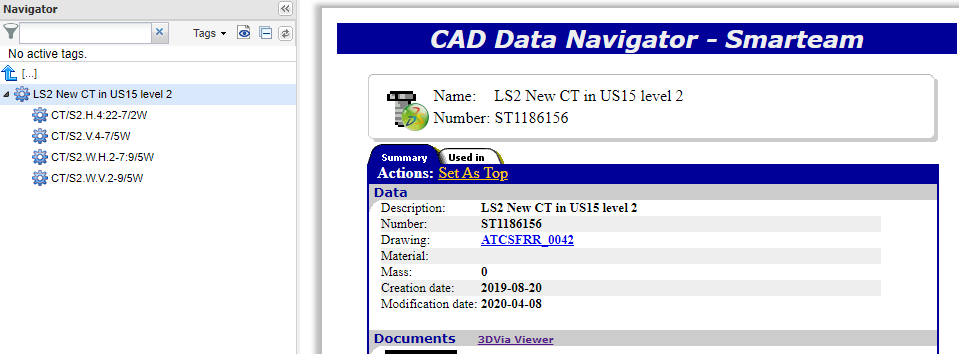 Navigator
Tags
No active tags.
[...]
LS2 New CT in US15 level 2
CT/S2.H.4:22-7/2W
CT/S2.V.4-7/5W
CT/S2.W.H.2-7:9/5W
CT/S2.W.V.2-9/5W
CAD Data Navigator - Smarteam
Name: LS2 New CT in US15 level 2
Number: ST1186156
Summary Used in
Actions: Set As Top
Data
Description: LS2 New CT in US15 level 2
Number: ST1186156
Drawing: ATCSFRR_0042
Material:
Mass: 0
Creation date: 2019-08-20
Modification date: 2020-04-08
Documents 3DVia Viewer